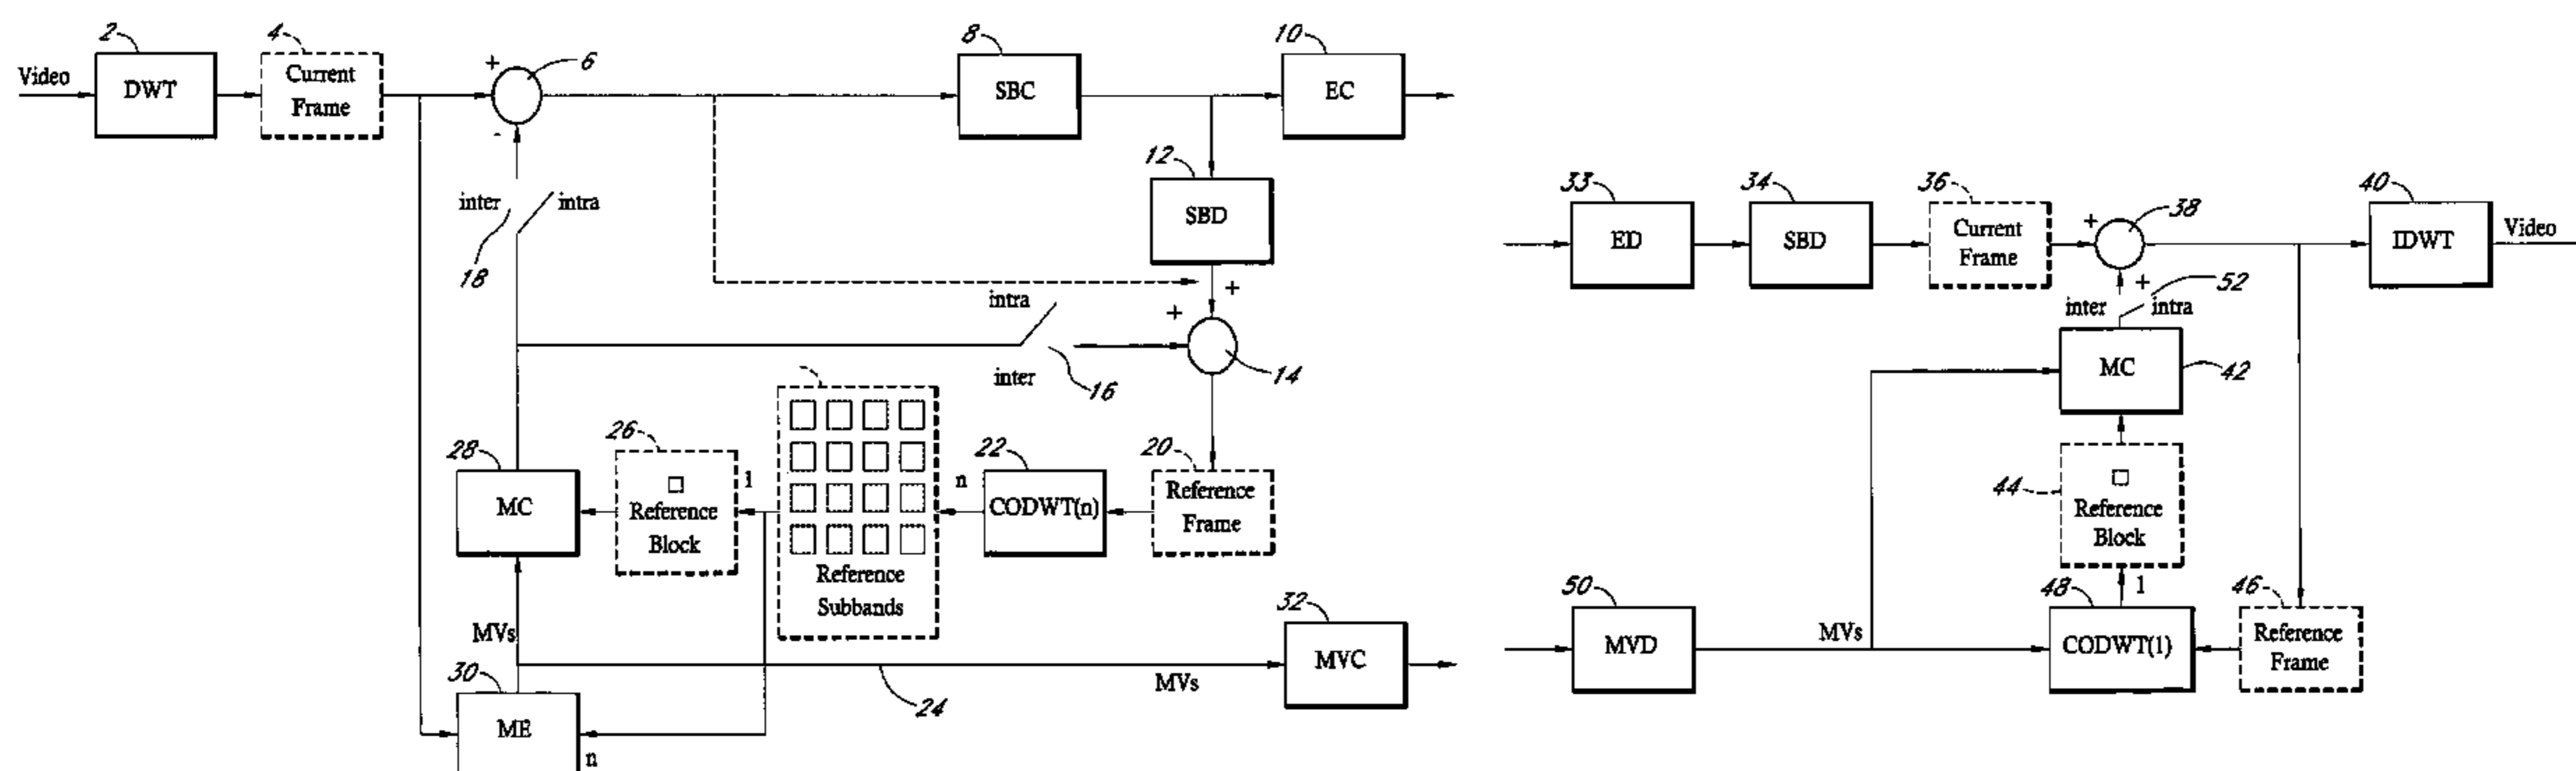 2
4
6
8
10
Video
DWT
Current
Frame
+
-
SBC
EC
12
SBD
inter
intra
18
+
+
intra
inter
16
14
28
MC
26
Reference
Block
1
Reference
Subbands
n
22
CODWT(n)
20
Reference
Frame
MVs
30
ME
n
24
MVs
32
MVC
33
ED
34
SBD
36
Current
Frame
+
38
40
IDWT
Video
+
52
inter
intra
MC
42
44
Reference
Block
1
50
MVD
MVs
48
CODWT(1)
46
Reference
Frame